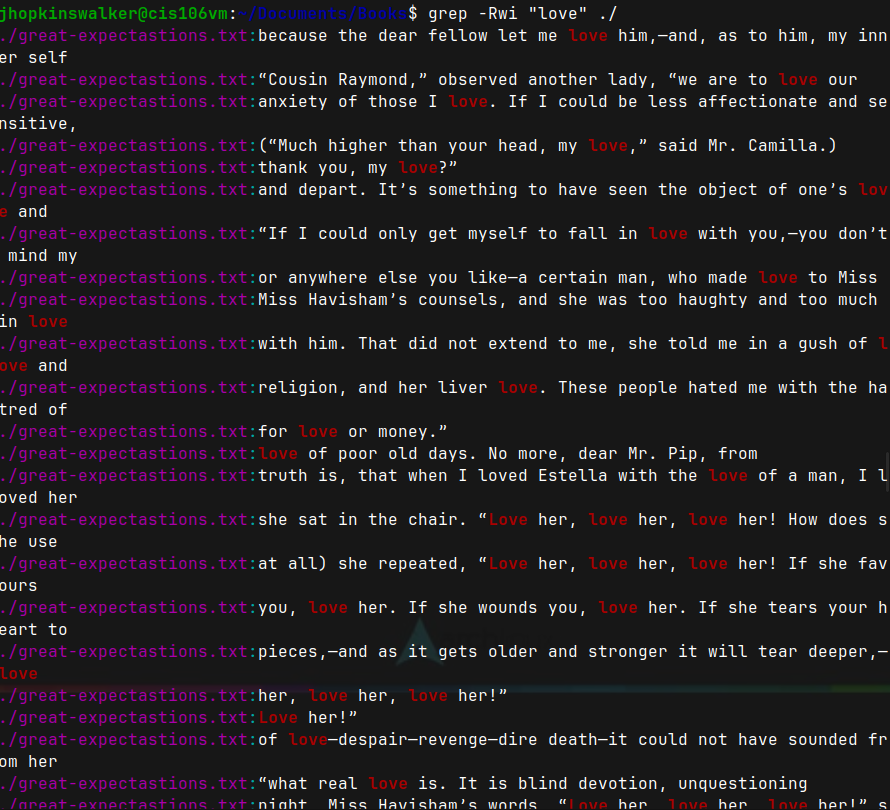 jhopkinswalker@cis106vm:~/Documents/Books$ grep -Rwi "love" ./
./great-expectastions.txt:because the dear fellow let me love him,—and, as to him, my inn
er self
./great-expectastions.txt:“Cousin Raymond,” observed another lady, “we are to love our
./great-expectastions.txt:anxiety of those I love. If I could be less affectionate and se
nsitive,
./great-expectastions.txt:(“Much higher than your head, my love,” said Mr. Camilla.)
./great-expectastions.txt:thank you, my love?”
./great-expectastions.txt:and depart. It’s something to have seen the object of one’s lov
e and
./great-expectastions.txt:“If I could only get myself to fall in love with you,—you don’t
 mind my
./great-expectastions.txt:or anywhere else you like—a certain man, who made love to Miss
./great-expectastions.txt:Miss Havisham’s counsels, and she was too haughty and too much
in love
./great-expectastions.txt:with him. That did not extend to me, she told me in a gush of l
ove and
./great-expectastions.txt:religion, and her liver love. These people hated me with the ha
tred of
./great-expectastions.txt:for love or money.”
./great-expectastions.txt:love of poor old days. No more, dear Mr. Pip, from
./great-expectastions.txt:truth is, that when I loved Estella with the love of a man, I l
oved her
./great-expectastions.txt:she sat in the chair. “Love her, love her, love her! How does s
he use
./great-expectastions.txt:at all) she repeated, “Love her, love her, love her! If she fav
ours
./great-expectastions.txt:you, love her. If she wounds you, love her. If she tears your h
eart to
./great-expectastions.txt:pieces,—and as it gets older and stronger it will tear deeper,—
love
./great-expectastions.txt:her, love her, love her!”
./great-expectastions.txt:Love her!”
./great-expectastions.txt:of love—despair—revenge—dire death—it could not have sounded fr
om her
./great-expectastions.txt:“what real love is. It is blind devotion, unquestioning
./great-expectastions.txt:night, Miss Havisham’s words, “Love her, love her, love her!” s